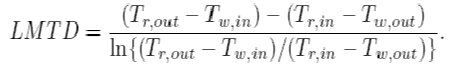 LMTD = \frac{(T_{r,out} - T_{w,in}) - (T_{r,in} - T_{w,out})}{\ln\{(T_{r,out} - T_{w,in})/(T_{r,in} - T_{w,out})\}}.